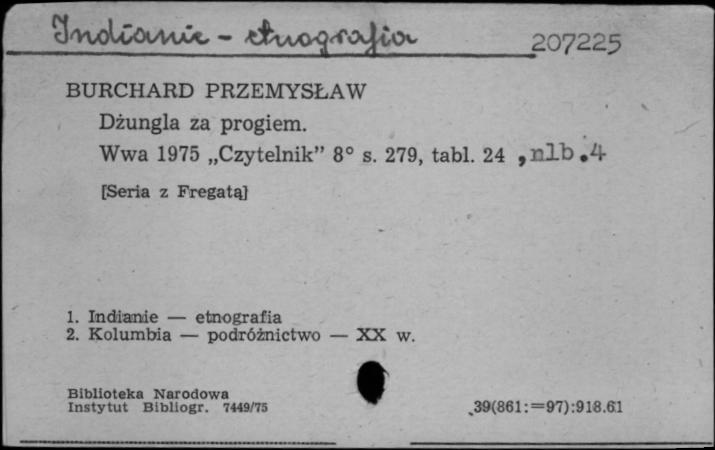 Indianie - etnografia 207225
BURCHARD PRZEMYSŁAW
Dżungla za progiem.
Wwa 1975 „Czytelnik” 8° s. 279, tabl. 24 , nlb.4
[Seria z Fregatą]
1. Indianie — etnografia
2. Kolumbia — podróżnictwo — XX w.
Biblioteka Narodowa
Instytut Bibliogr. 7449/75 39(861:=97):918.61